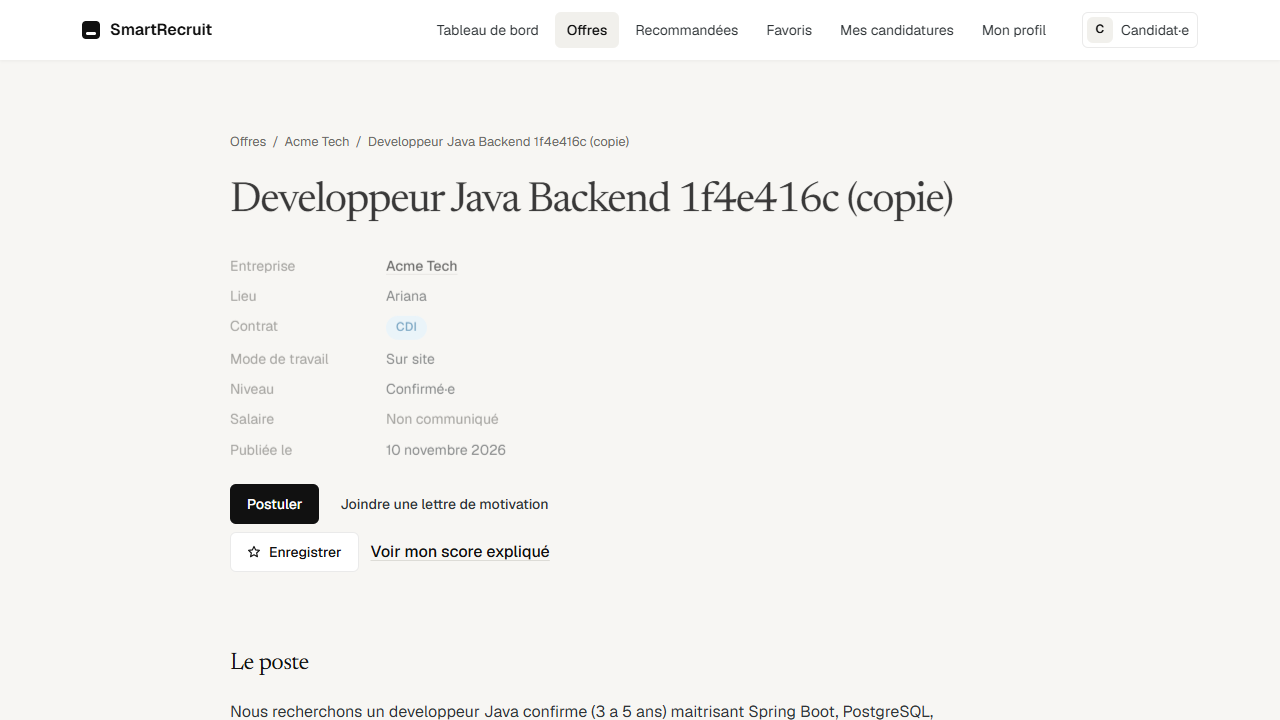 SmartRecruit
Tableau de bord
Offres
Recommandées
Favoris
Mes candidatures
Mon profil
C
Candidat·e
Offres / Acme Tech / Developpeur Java Backend 1f4e416c (copie)
Developpeur Java Backend 1f4e416c (copie)
Entreprise Acme Tech
Lieu Ariana
Contrat CDI
Mode de travail Sur site
Niveau Confirmé·e
Salaire Non communiqué
Publiée le 10 novembre 2026
Postuler
Joindre une lettre de motivation
Enregistrer
Voir mon score expliqué
Le poste
Nous recherchons un developpeur Java confirme (3 a 5 ans) maitrisant Spring Boot, PostgreSQL,